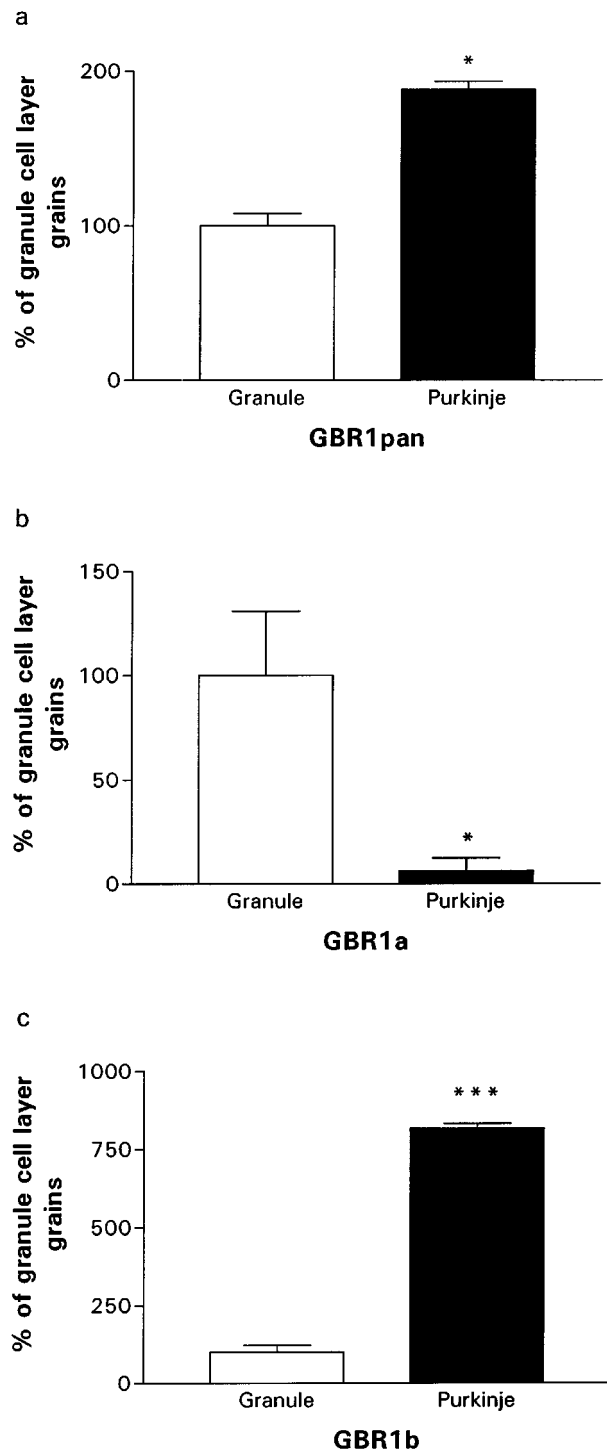 a
% of granule cell layer
grains
200
100
0
*
Granule
Purkinje
GBR1pan
b
% of granule cell layer
grains
150
100
50
0
*
Granule
Purkinje
GBR1a
c
% of granule cell layer
grains
1000
750
500
250
0
***
Granule
Purkinje
GBR1b